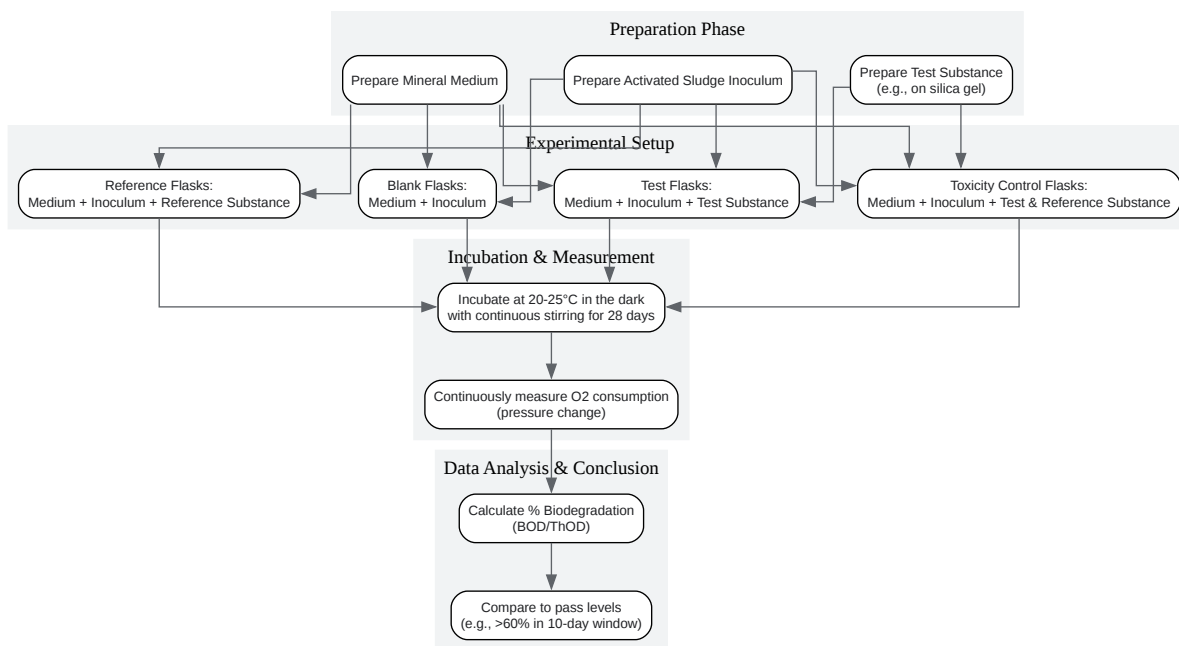 Preparation Phase
Prepare Mineral Medium
Prepare Activated Sludge Inoculum
Prepare Test Substance
(e.g., on silica gel)
Experimental Setup
Reference Flasks:
Medium + Inoculum + Reference Substance
Blank Flasks:
Medium + Inoculum
Test Flasks:
Medium + Inoculum + Test Substance
Toxicity Control Flasks:
Medium + Inoculum + Test & Reference Substance
Incubation & Measurement
Incubate at 20-25°C in the dark
with continuous stirring for 28 days
Continuously measure O2 consumption
(pressure change)
Data Analysis & Conclusion
Calculate % Biodegradation
(BOD/ThOD)
Compare to pass levels
(e.g., >60% in 10-day window)